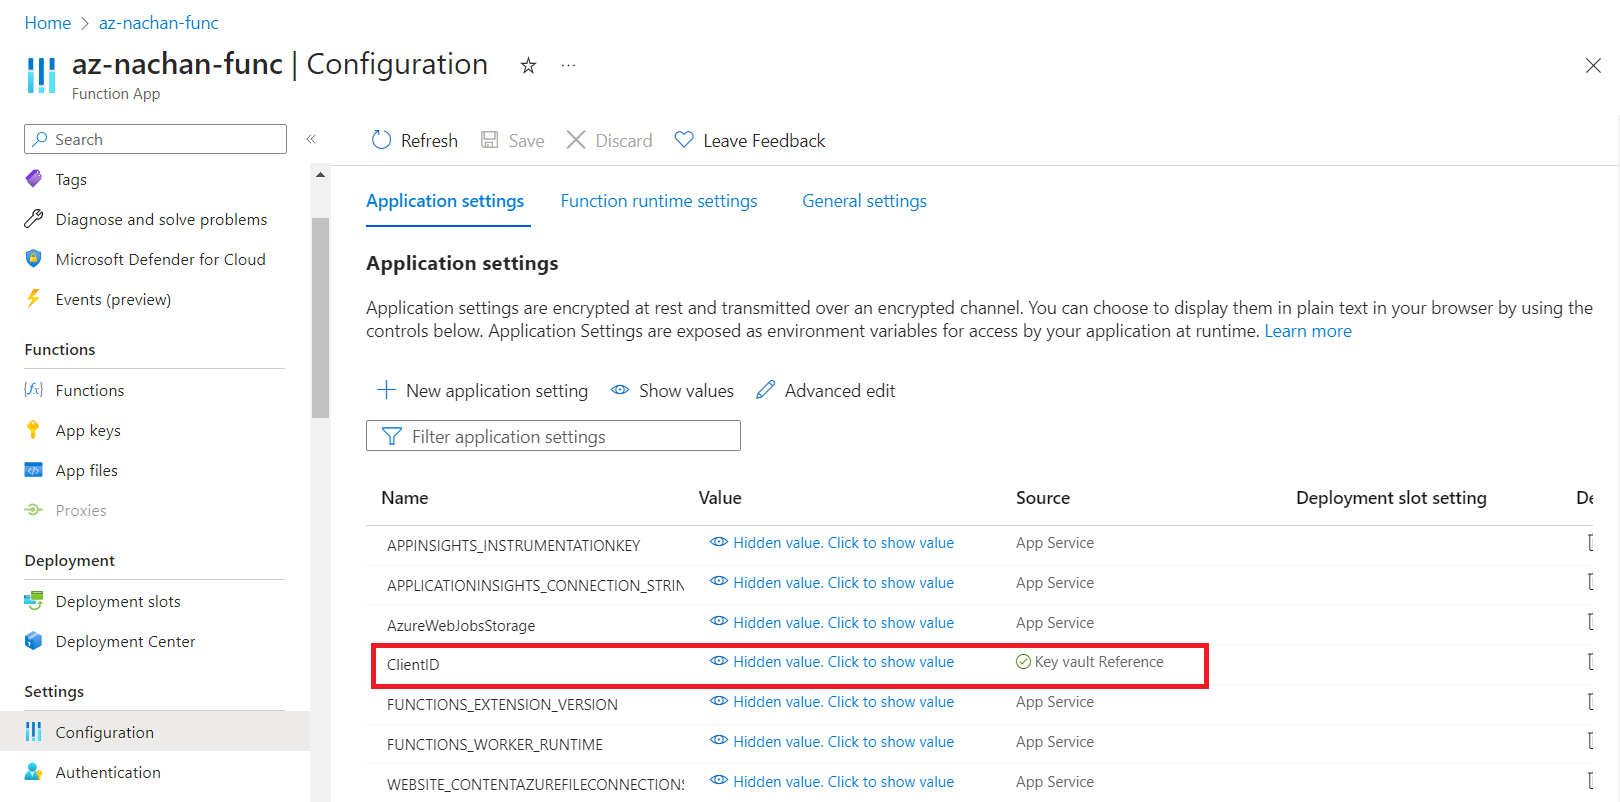 Home > az-nachan-func
az-nachan-func | Configuration
Function App
Search
Tags
Diagnose and solve problems
Microsoft Defender for Cloud
Events (preview)
Functions
Functions
App keys
App files
Proxies
Deployment
Deployment slots
Deployment Center
Settings
Configuration
Authentication
Refresh Save Discard Leave Feedback
Application settings Function runtime settings General settings
Application settings
Application settings are encrypted at rest and transmitted over an encrypted channel. You can choose to display them in plain text in your browser by using the
controls below. Application Settings are exposed as environment variables for access by your application at runtime. Learn more
New application setting Show values Advanced edit
Filter application settings
Name Value Source Deployment slot setting De
APPINSIGHTS_INSTRUMENTATIONKEY Hidden value. Click to show value App Service
APPLICATIONINSIGHTS_CONNECTION_STRIN Hidden value. Click to show value App Service
AzureWebJobsStorage Hidden value. Click to show value App Service
ClientID Hidden value. Click to show value Key vault Reference
FUNCTIONS_EXTENSION_VERSION Hidden value. Click to show value App Service
FUNCTIONS_WORKER_RUNTIME Hidden value. Click to show value App Service
WEBSITE_CONTENTAZUREFILECONNECTIONS Hidden value. Click to show value App Service